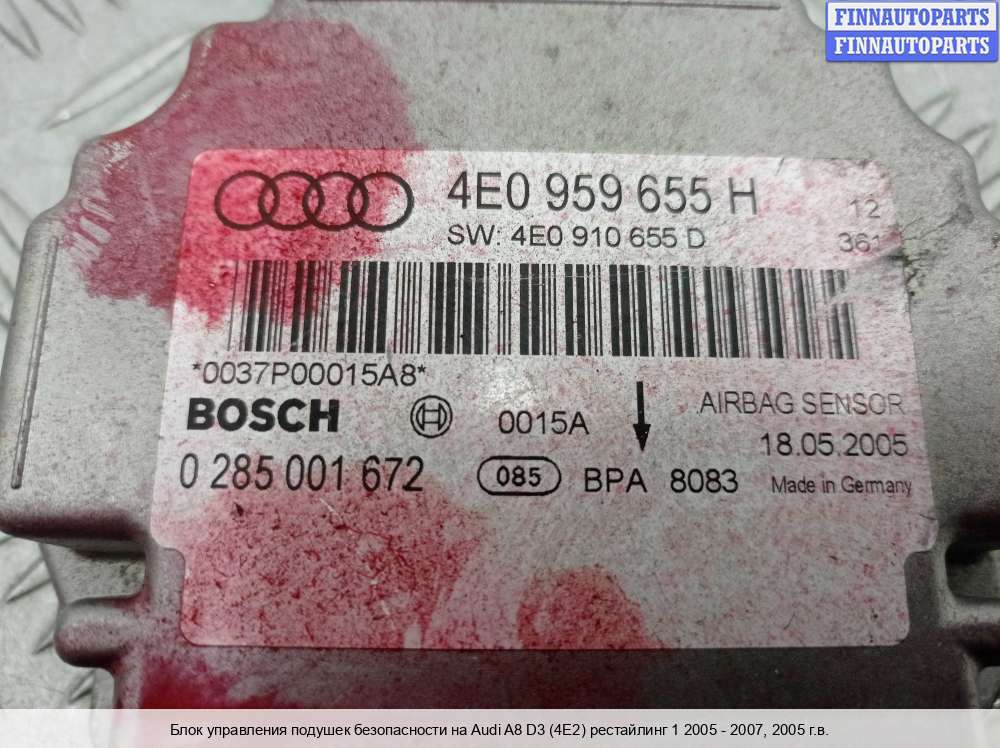 FINNAUTOPARTS
FINNAUTOPARTS
4E0 959 655 H
12
SW: 4E0 910 655 D
361
*0037P00015A8*
BOSCH
0015A
AIRBAG SENSOR
18.05.2005
0 285 001 672
085
BPA 8083
Made in Germany
Блок управления подушек безопасности на Audi A8 D3 (4E2) рестайлинг 1 2005 - 2007, 2005 г.в.